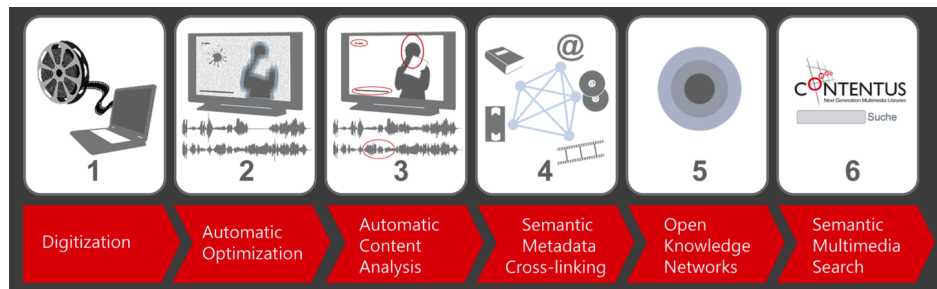 1
2
3
@
4
5
CONTENTUS
Next Generation Multimedia Libraries
Suche
6
Digitization
Automatic
Optimization
Automatic
Content
Analysis
Semantic
Metadata
Cross-linking
Open
Knowledge
Networks
Semantic
Multimedia
Search